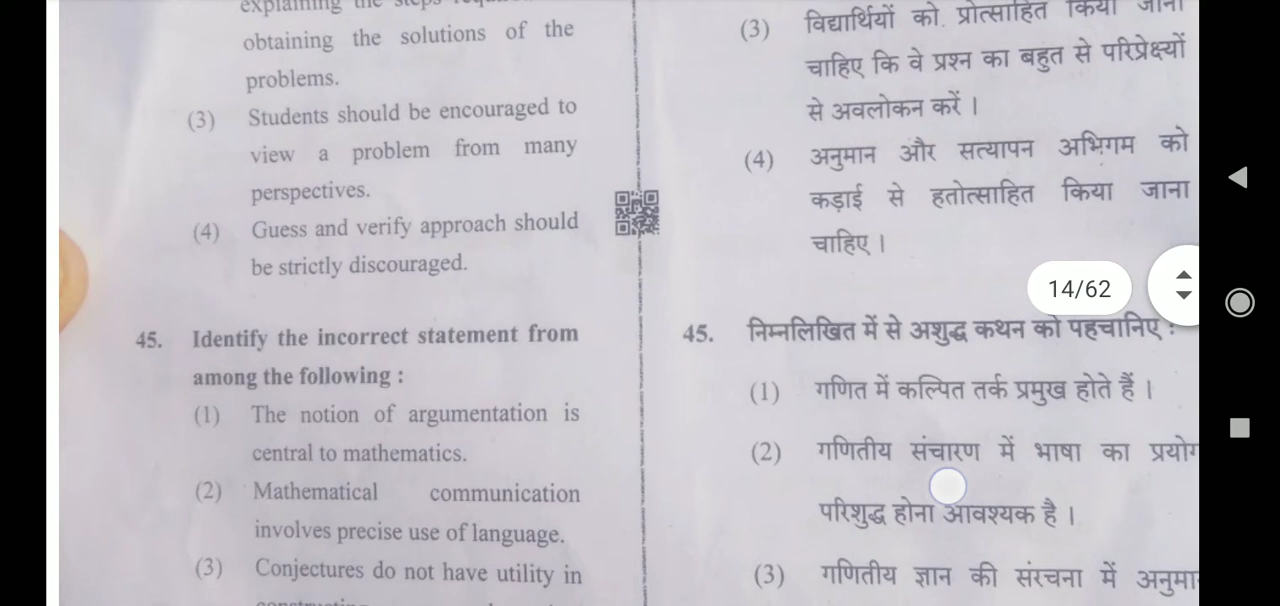 explaining the steps
obtaining the solutions of the
problems.
(3) Students should be encouraged to
view a problem from many
perspectives.
(4) Guess and verify approach should
be strictly discouraged.
45. Identify the incorrect statement from
among the following :
(1) The notion of argumentation is
central to mathematics.
(2) Mathematical communication
involves precise use of language.
(3) Conjectures do not have utility in
(3) विद्यार्थियों को प्रोत्साहित किया जाना
चाहिए कि वे प्रश्न का बहुत से परिप्रेक्ष्यों
से अवलोकन करें ।
(4) अनुमान और सत्यापन अभिगम को
कड़ाई से हतोत्साहित किया जाना
चाहिए ।
14/62
45. निम्नलिखित में से अशुद्ध कथन को पहचानिए :
(1) गणित में कल्पित तर्क प्रमुख होते हैं ।
(2) गणितीय संचारण में भाषा का प्रयोग
परिशुद्ध होना आवश्यक है ।
(3) गणितीय ज्ञान की संरचना में